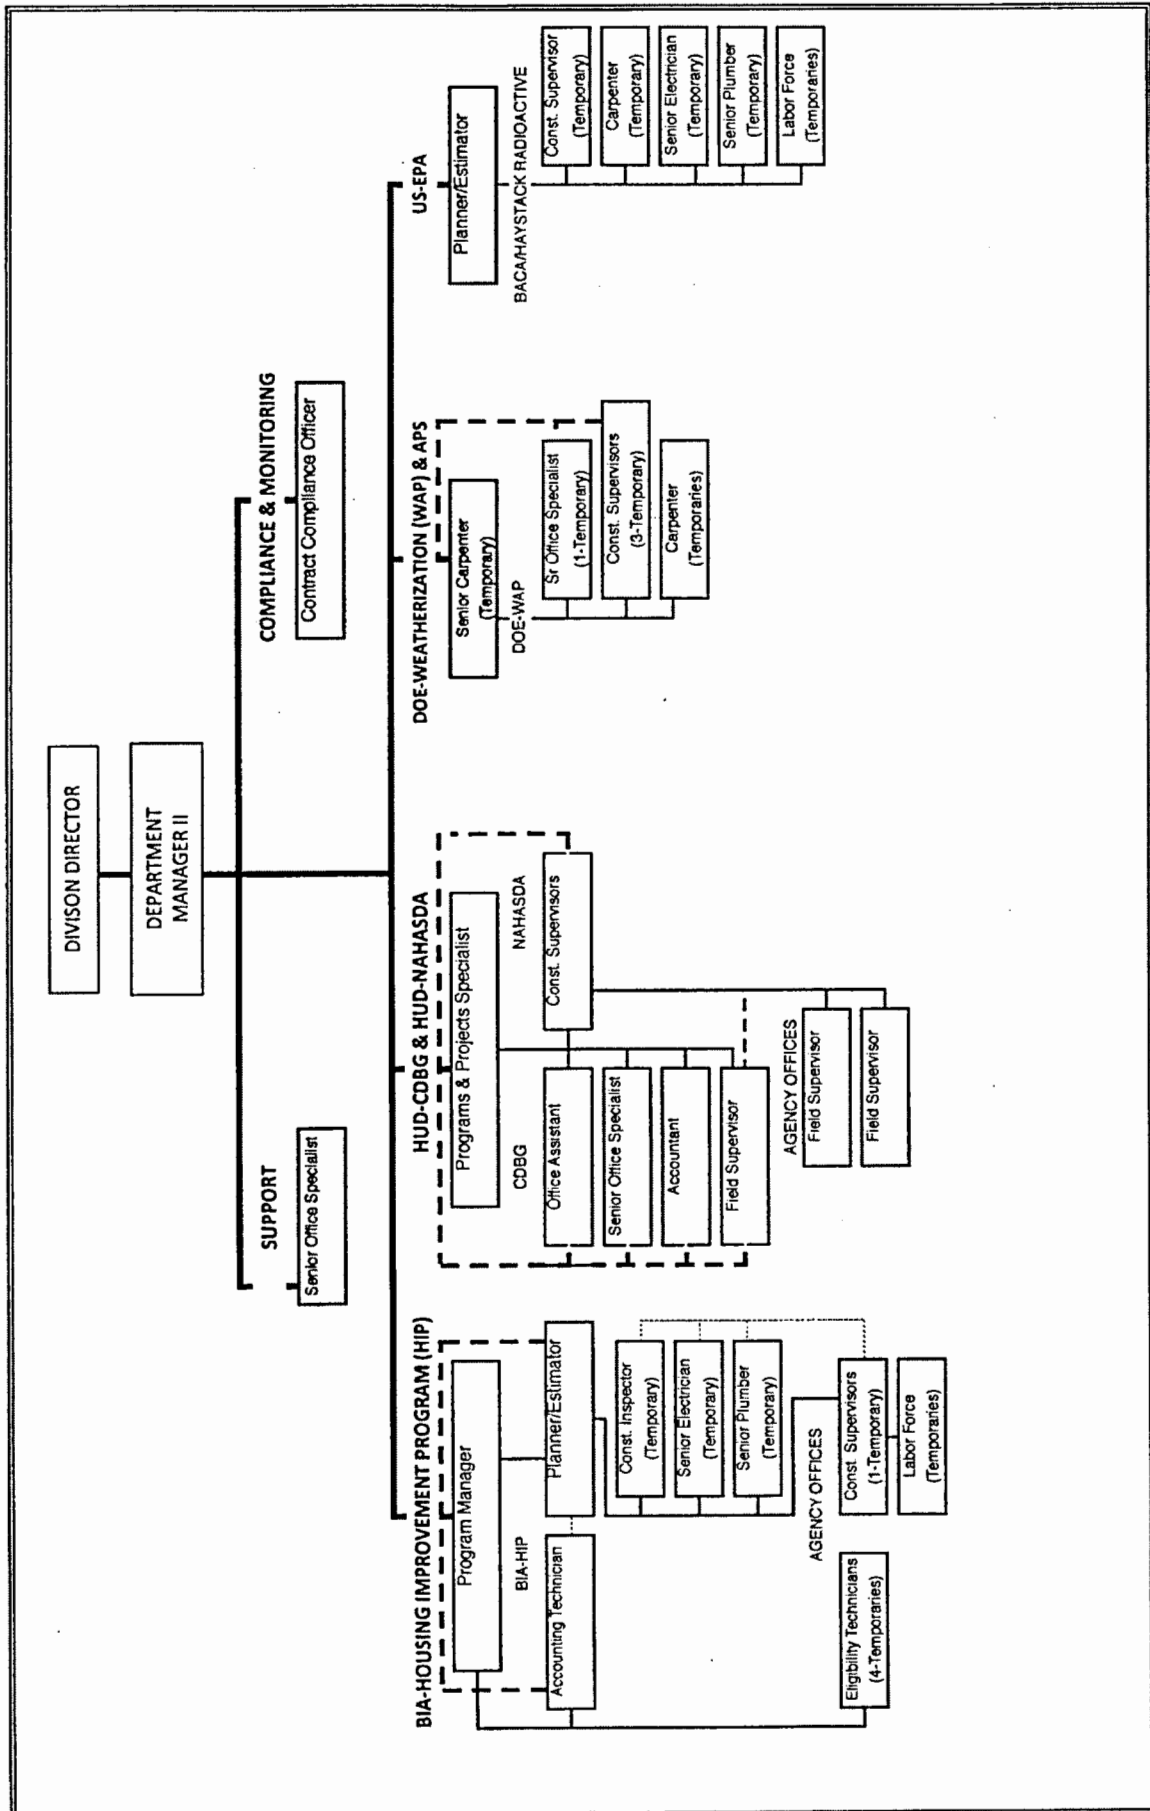 DIVISON DIRECTOR
DEPARTMENT
MANAGER II
SUPPORT
Senior Office Specialist
COMPLIANCE & MONITORING
Contract Compliance Officer
BIA-HOUSING IMPROVEMENT PROGRAM (HIP)
Program Manager
BIA-HIP
Accounting Technician
Planner/Estimator
Const. Inspector
(Temporary)
Senior Electrician
(Temporary)
Senior Plumber
(Temporary)
AGENCY OFFICES
Eligibility Technicians
(4-Temporaries)
Const. Supervisors
(1-Temporary)
Labor Force
(Temporaries)
HUD-CDBG & HUD-NAHASDA
Programs & Projects Specialist
CDBG
NAHASDA
Office Assistant
Const. Supervisors
Senior Office Specialist
Accountant
Field Supervisor
AGENCY OFFICES
Field Supervisor
Field Supervisor
DOE-WEATHERIZATION (WAP) & APS
Senior Carpenter
(Temporary)
DOE-WAP
Sr Office Specialist
(1-Temporary)
Const. Supervisors
(3-Temporary)
Carpenter
(Temporaries)
US-EPA
Planner/Estimator
BACA/HAYSTACK RADIOACTIVE
Const. Supervisor
(Temporary)
Carpenter
(Temporary)
Senior Electrician
(Temporary)
Senior Plumber
(Temporary)
Labor Force
(Temporaries)